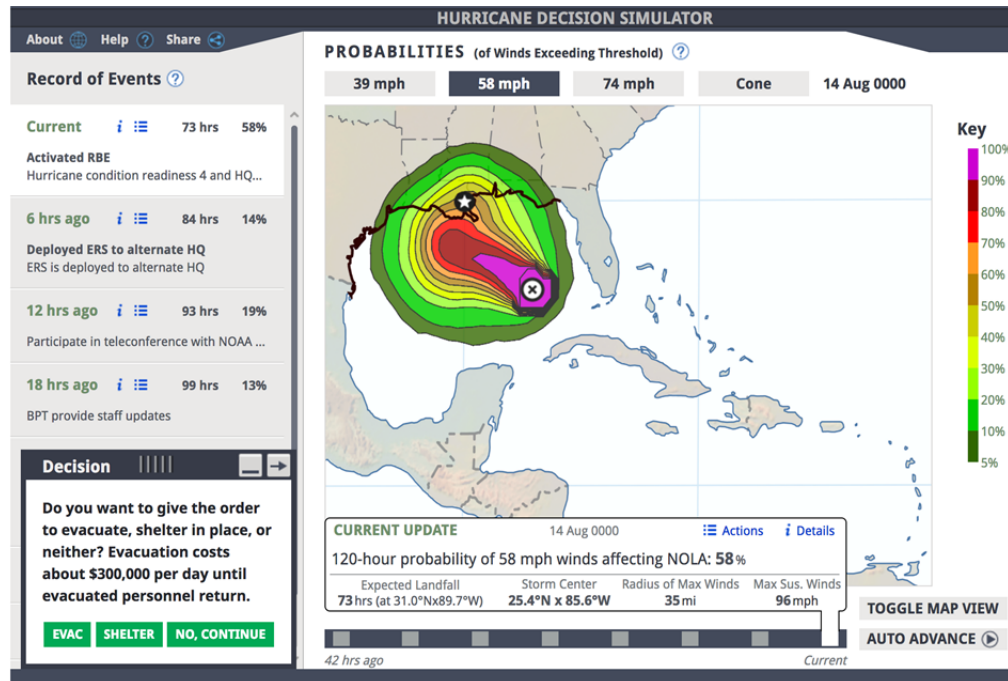 HURRICANE DECISION SIMULATOR
About Help ? Share
Record of Events ?
Current i 73 hrs 58%
Activated RBE
Hurricane condition readiness 4 and HQ...
6 hrs ago i 84 hrs 14%
Deployed ERS to alternate HQ
ERS is deployed to alternate HQ
12 hrs ago i 93 hrs 19%
Participate in teleconference with NOAA ...
18 hrs ago i 99 hrs 13%
BPT provide staff updates
Decision
Do you want to give the order
to evacuate, shelter in place, or
neither? Evacuation costs
about $300,000 per day until
evacuated personnel return.
EVAC SHELTER NO, CONTINUE
PROBABILITIES (of Winds Exceeding Threshold) ?
39 mph 58 mph 74 mph Cone 14 Aug 0000
Key
100%
90%
80%
70%
60%
50%
40%
30%
20%
10%
5%
CURRENT UPDATE 14 Aug 0000 Actions i Details
120-hour probability of 58 mph winds affecting NOLA: 58%
Expected Landfall Storm Center Radius of Max Winds Max Sus. Winds
73 hrs (at 31.0°Nx89.7°W) 25.4°N x 85.6°W 35 mi 96 mph
42 hrs ago Current
TOGGLE MAP VIEW
AUTO ADVANCE